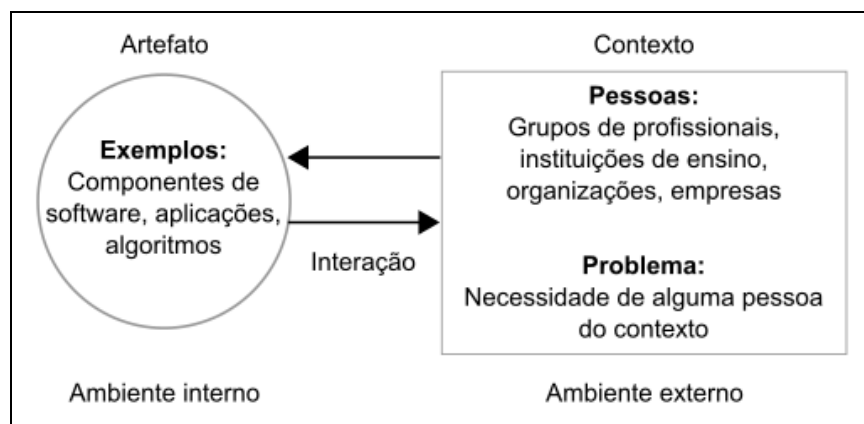 Artefato
Contexto
Exemplos:
Componentes de
software, aplicações,
algoritmos
Interação
Pessoas:
Grupos de profissionais,
instituições de ensino,
organizações, empresas
Problema:
Necessidade de alguma pessoa
do contexto
Ambiente interno
Ambiente externo